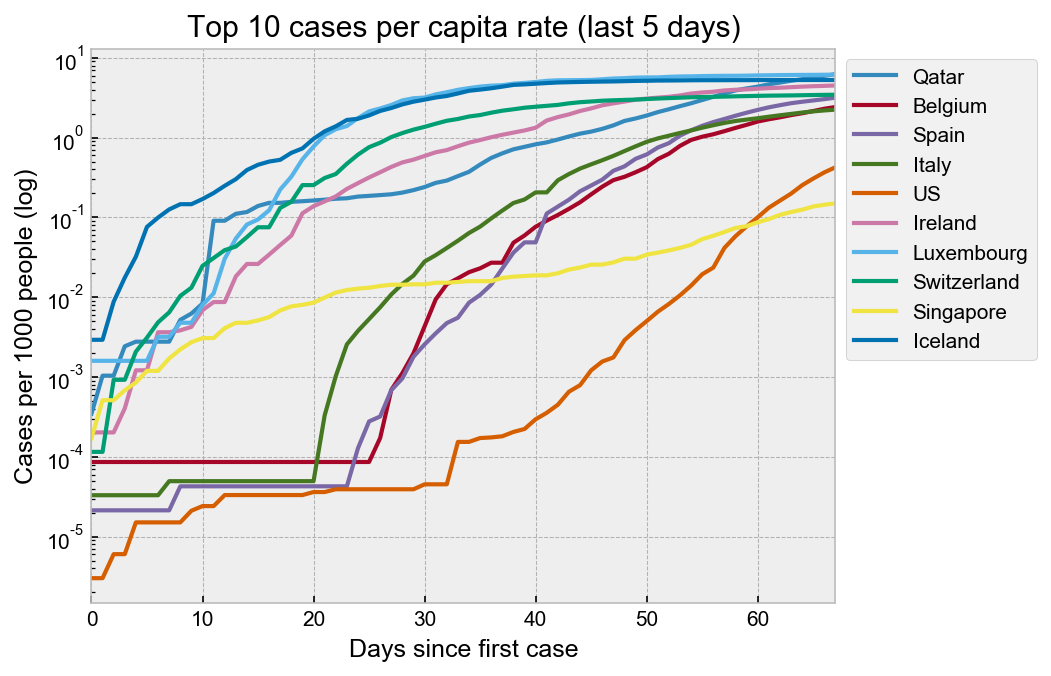 Top 10 cases per capita rate (last 5 days)
Cases per 1000 people (log)
10^1
10^0
10^-1
10^-2
10^-3
10^-4
10^-5
0 10 20 30 40 50 60
Days since first case
Qatar
Belgium
Spain
Italy
US
Ireland
Luxembourg
Switzerland
Singapore
Iceland